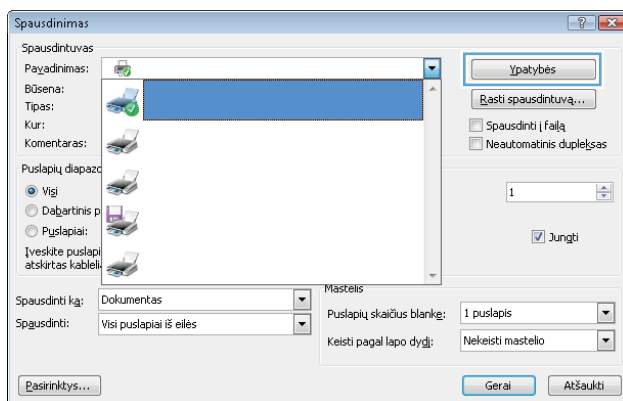 Spausdinimas
Spausdintuvas
Pavadinimas:
Ypatybės
Būsena:
Tipas:
Rasti spausdintuvą...
Kur:
Spausdinti į failą
Komentaras:
Neautomatinis dupleksas
Puslapių diapazo
Visi
1
Dabartinis p
Puslapiai:
Jungti
Įveskite puslapi
atskirtas kableli
Mastelis
Spausdinti ką: Dokumentas
Puslapių skaičius blanke: 1 puslapis
Spausdinti: Visi puslapiai iš eilės
Keisti pagal lapo dydį: Nekeisti mastelio
Pasirinktys...
Gerai
Atšaukti